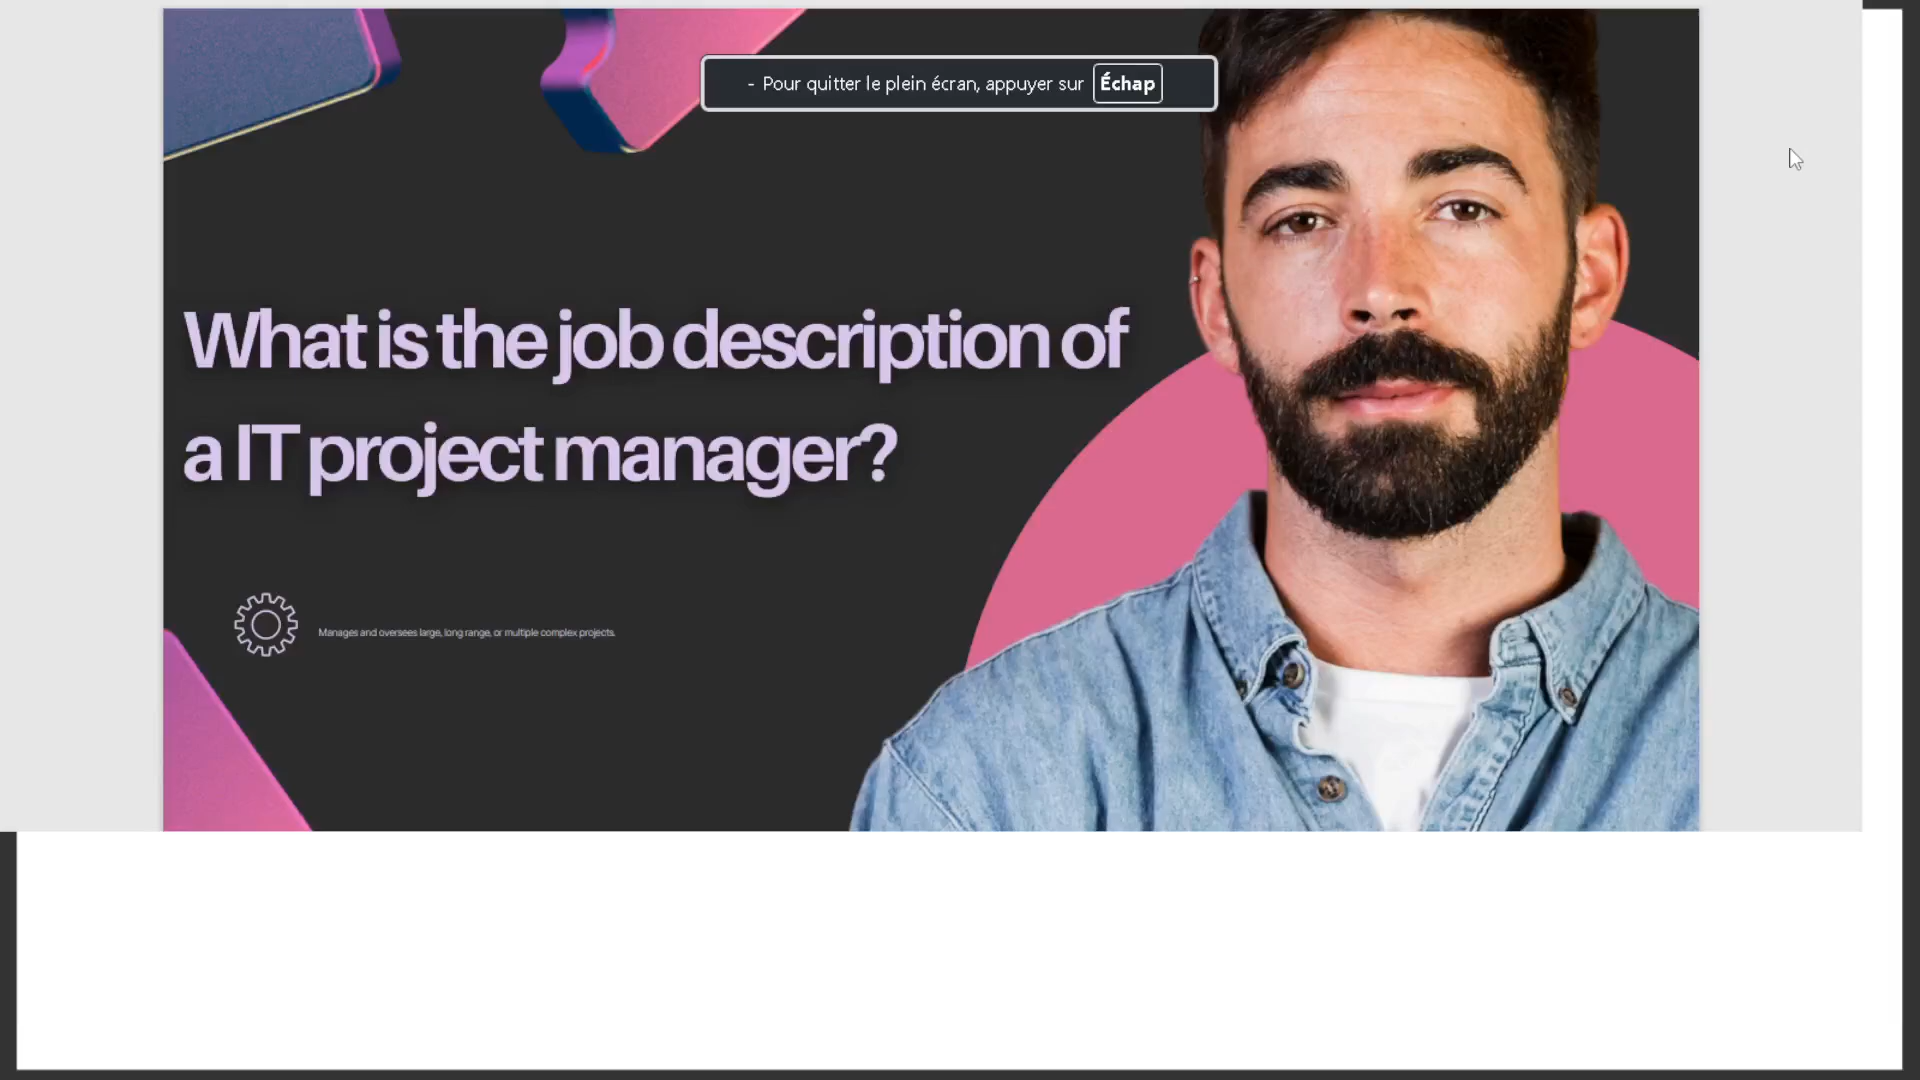 - Pour quitter le plein écran, appuyer sur Échap
What is the job description of
a IT project manager?
Manages and oversees large, long range, or multiple complex projects.